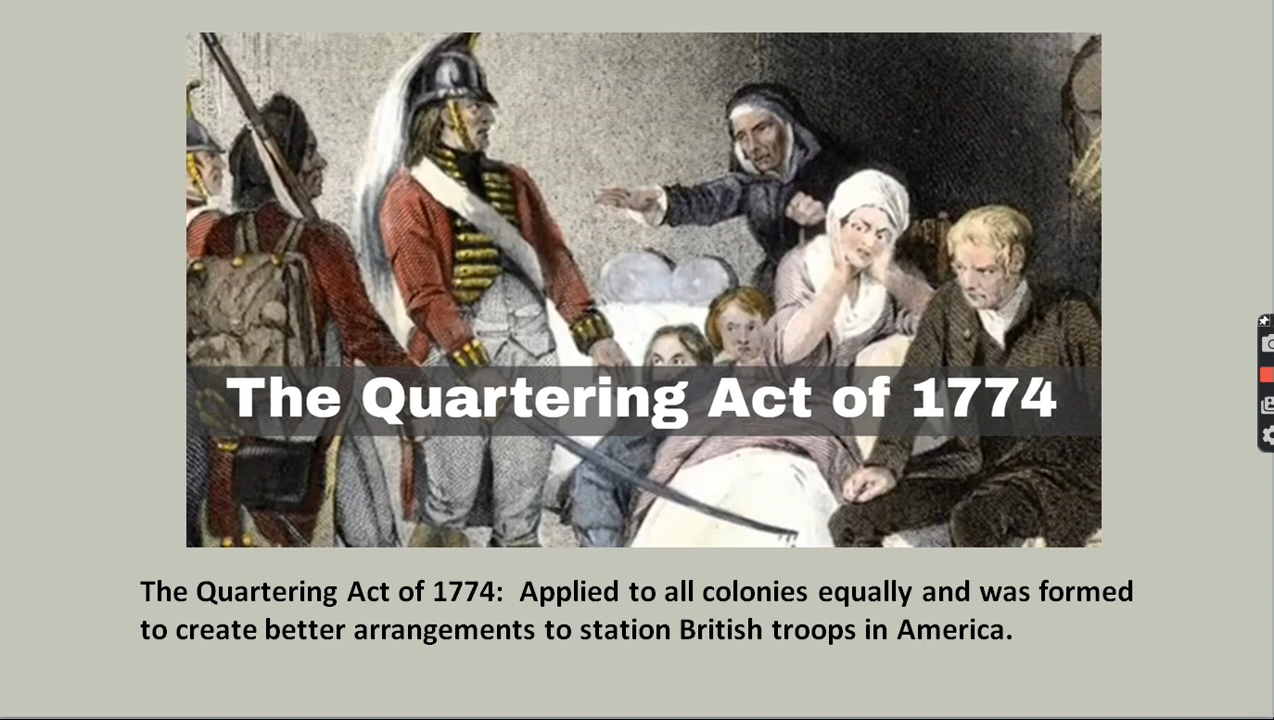 The Quartering Act of 1774
The Quartering Act of 1774:  Applied to all colonies equally and was formed
to create better arrangements to station British troops in America.